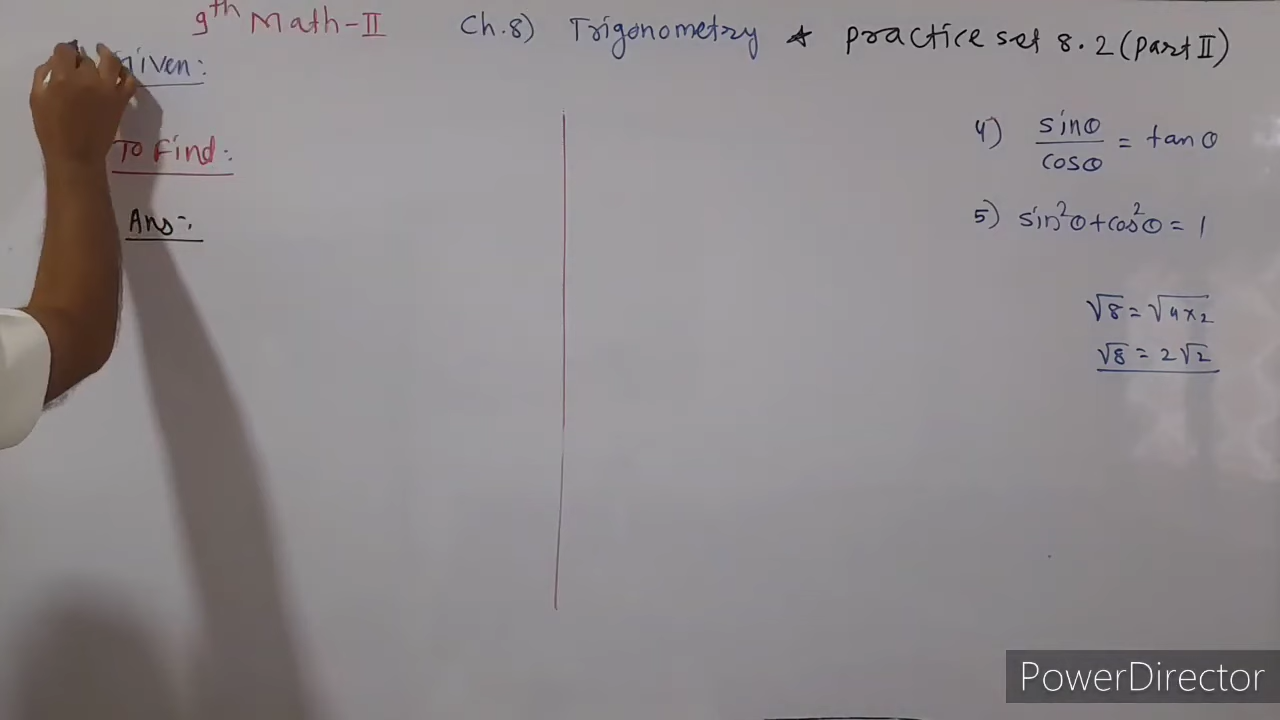 9th Math-II Ch.8) Trigonometry ★ practice set 8.2 (Part II)
Given:
To Find:
Ans:
4) sinθ/cosθ = tanθ
5) sin²θ+cos²θ = 1
√8 = √4×2
√8 = 2√2
PowerDirector